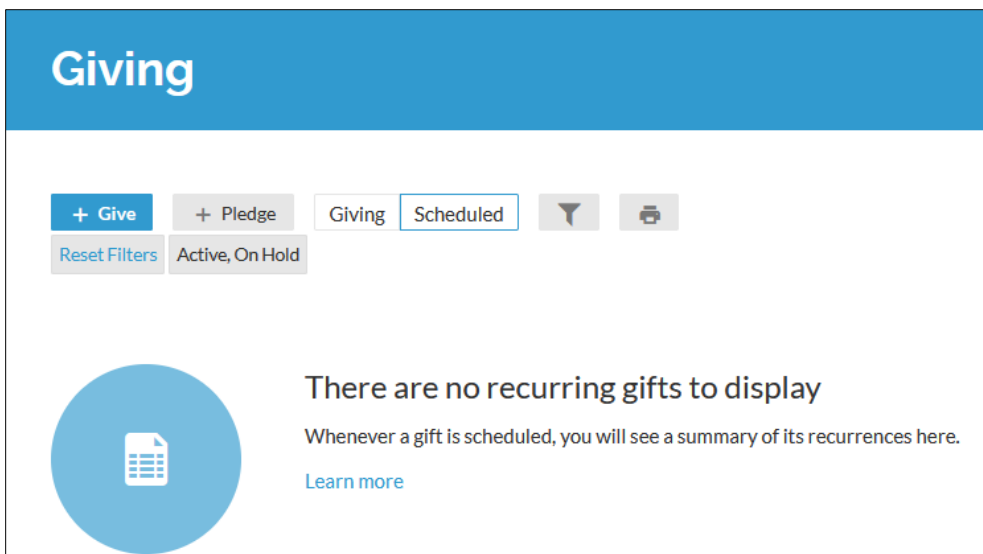 Giving
+ Give + Pledge Giving Scheduled
Reset Filters Active, On Hold
There are no recurring gifts to display
Whenever a gift is scheduled, you will see a summary of its recurrences here.
Learn more